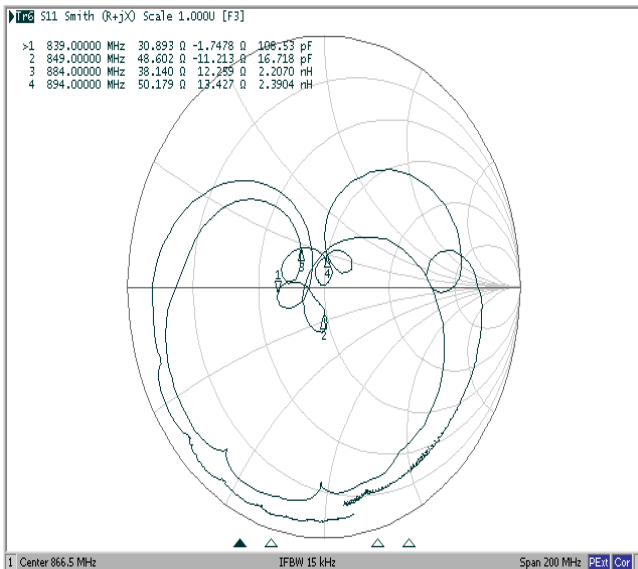 Tr6 S11 Smith (R+jX) Scale 1.000U [F3]
>1 839.00000 MHz 30.893 Ω -1.7478 Ω 108.53 pF
2 849.00000 MHz 48.602 Ω -11.213 Ω 16.718 pF
3 884.00000 MHz 38.140 Ω 12.259 Ω 2.2070 nH
4 894.00000 MHz 50.179 Ω 13.427 Ω 2.3904 nH
1
2
3
4
1 Center 866.5 MHz IFBW 15 kHz Span 200 MHz PExt Cor